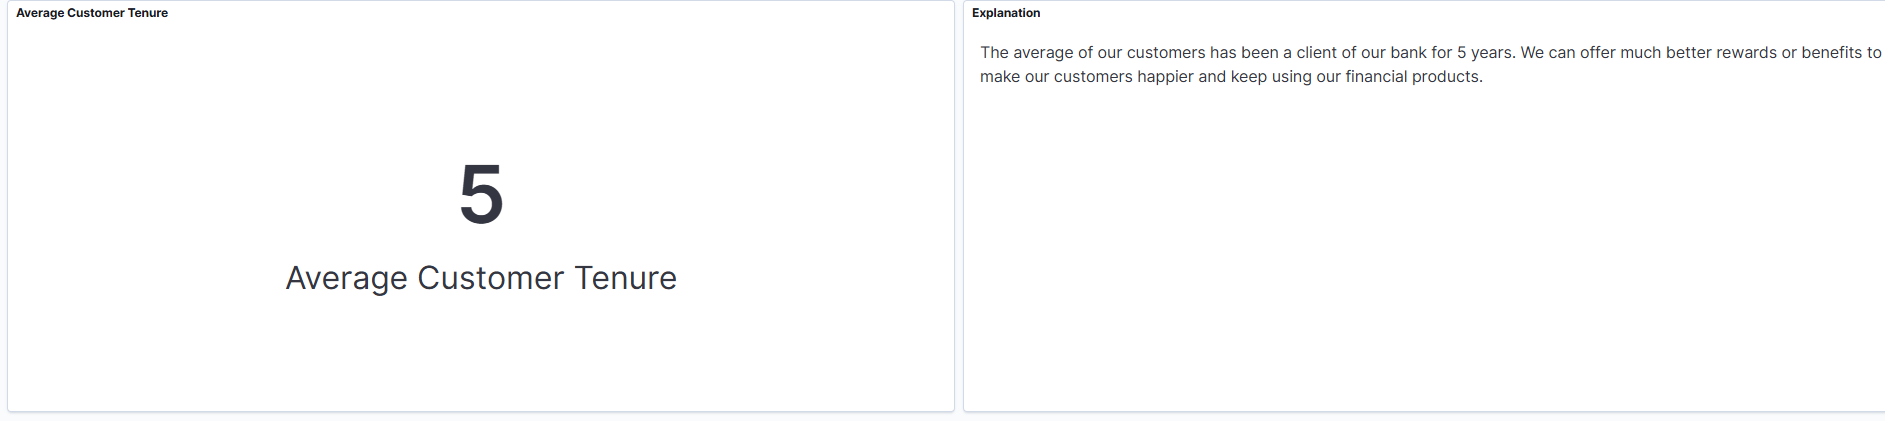 Average Customer Tenure
5
Average Customer Tenure
Explanation
The average of our customers has been a client of our bank for 5 years. We can offer much better rewards or benefits to
make our customers happier and keep using our financial products.